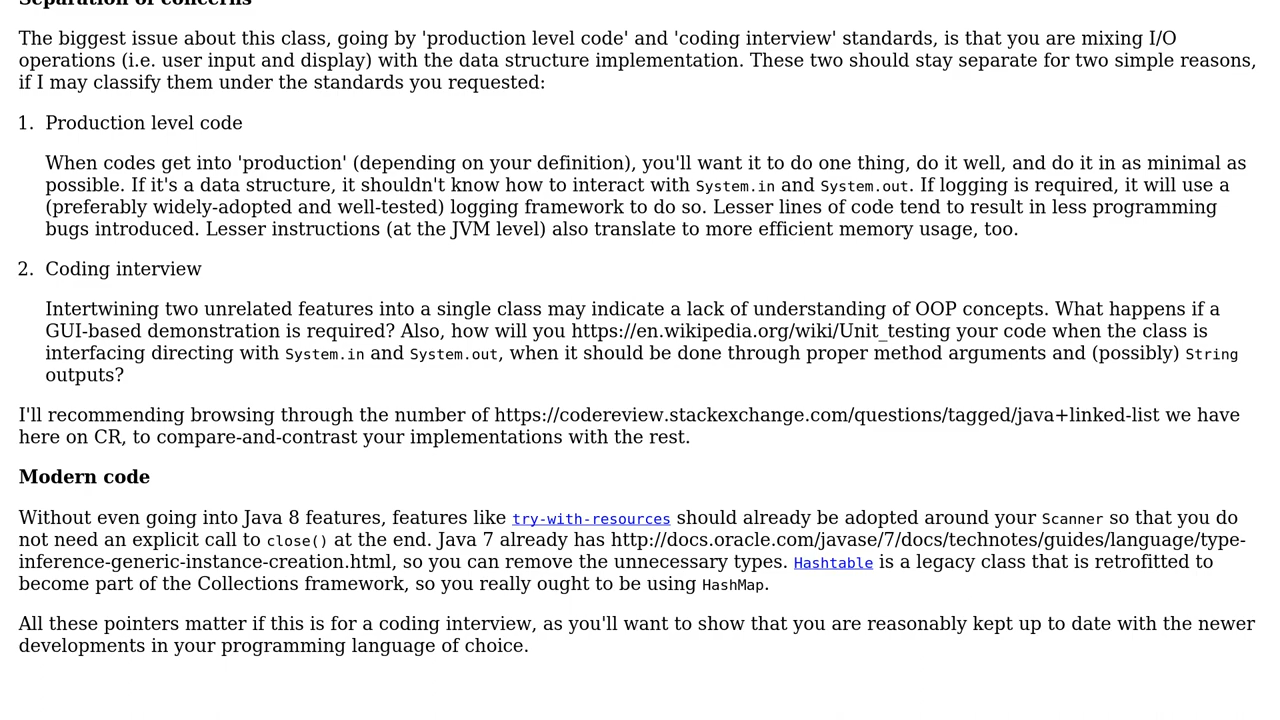 Separation of concerns
The biggest issue about this class, going by 'production level code' and 'coding interview' standards, is that you are mixing I/O
operations (i.e. user input and display) with the data structure implementation. These two should stay separate for two simple reasons,
if I may classify them under the standards you requested:
1. Production level code
When codes get into 'production' (depending on your definition), you'll want it to do one thing, do it well, and do it in as minimal as
possible. If it's a data structure, it shouldn't know how to interact with System.in and System.out. If logging is required, it will use a
(preferably widely-adopted and well-tested) logging framework to do so. Lesser lines of code tend to result in less programming
bugs introduced. Lesser instructions (at the JVM level) also translate to more efficient memory usage, too.
2. Coding interview
Intertwining two unrelated features into a single class may indicate a lack of understanding of OOP concepts. What happens if a
GUI-based demonstration is required? Also, how will you https://en.wikipedia.org/wiki/Unit_testing your code when the class is
interfacing directing with System.in and System.out, when it should be done through proper method arguments and (possibly) String
outputs?
I'll recommending browsing through the number of https://codereview.stackexchange.com/questions/tagged/java+linked-list we have
here on CR, to compare-and-contrast your implementations with the rest.
Modern code
Without even going into Java 8 features, features like try-with-resources should already be adopted around your Scanner so that you do
not need an explicit call to close() at the end. Java 7 already has http://docs.oracle.com/javase/7/docs/technotes/guides/language/type-
inference-generic-instance-creation.html, so you can remove the unnecessary types. Hashtable is a legacy class that is retrofitted to
become part of the Collections framework, so you really ought to be using HashMap.
All these pointers matter if this is for a coding interview, as you'll want to show that you are reasonably kept up to date with the newer
developments in your programming language of choice.